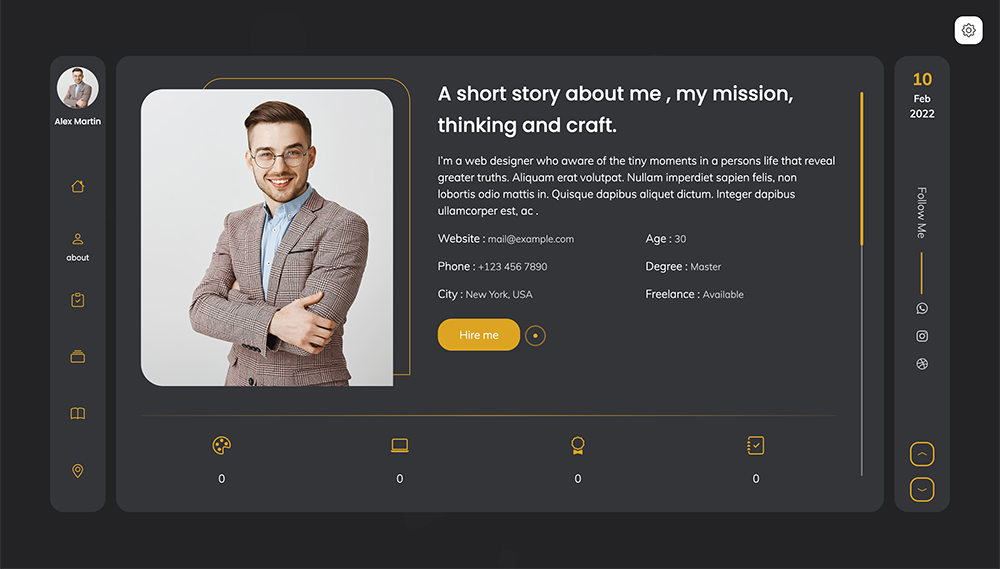 Alex Martin
about
A short story about me , my mission,
thinking and craft.
I'm a web designer who aware of the tiny moments in a persons life that reveal
greater truths. Aliquam erat volutpat. Nullam imperdiet sapien felis, non
lobortis odio mattis in. Quisque dapibus aliquet dictum. Integer dapibus
ullamcorper est, ac .
Website : mail@example.com
Age : 30
Phone : +123 456 7890
Degree : Master
City : New York, USA
Freelance : Available
Hire me
0
0
0
0
10
Feb
2022
Follow Me